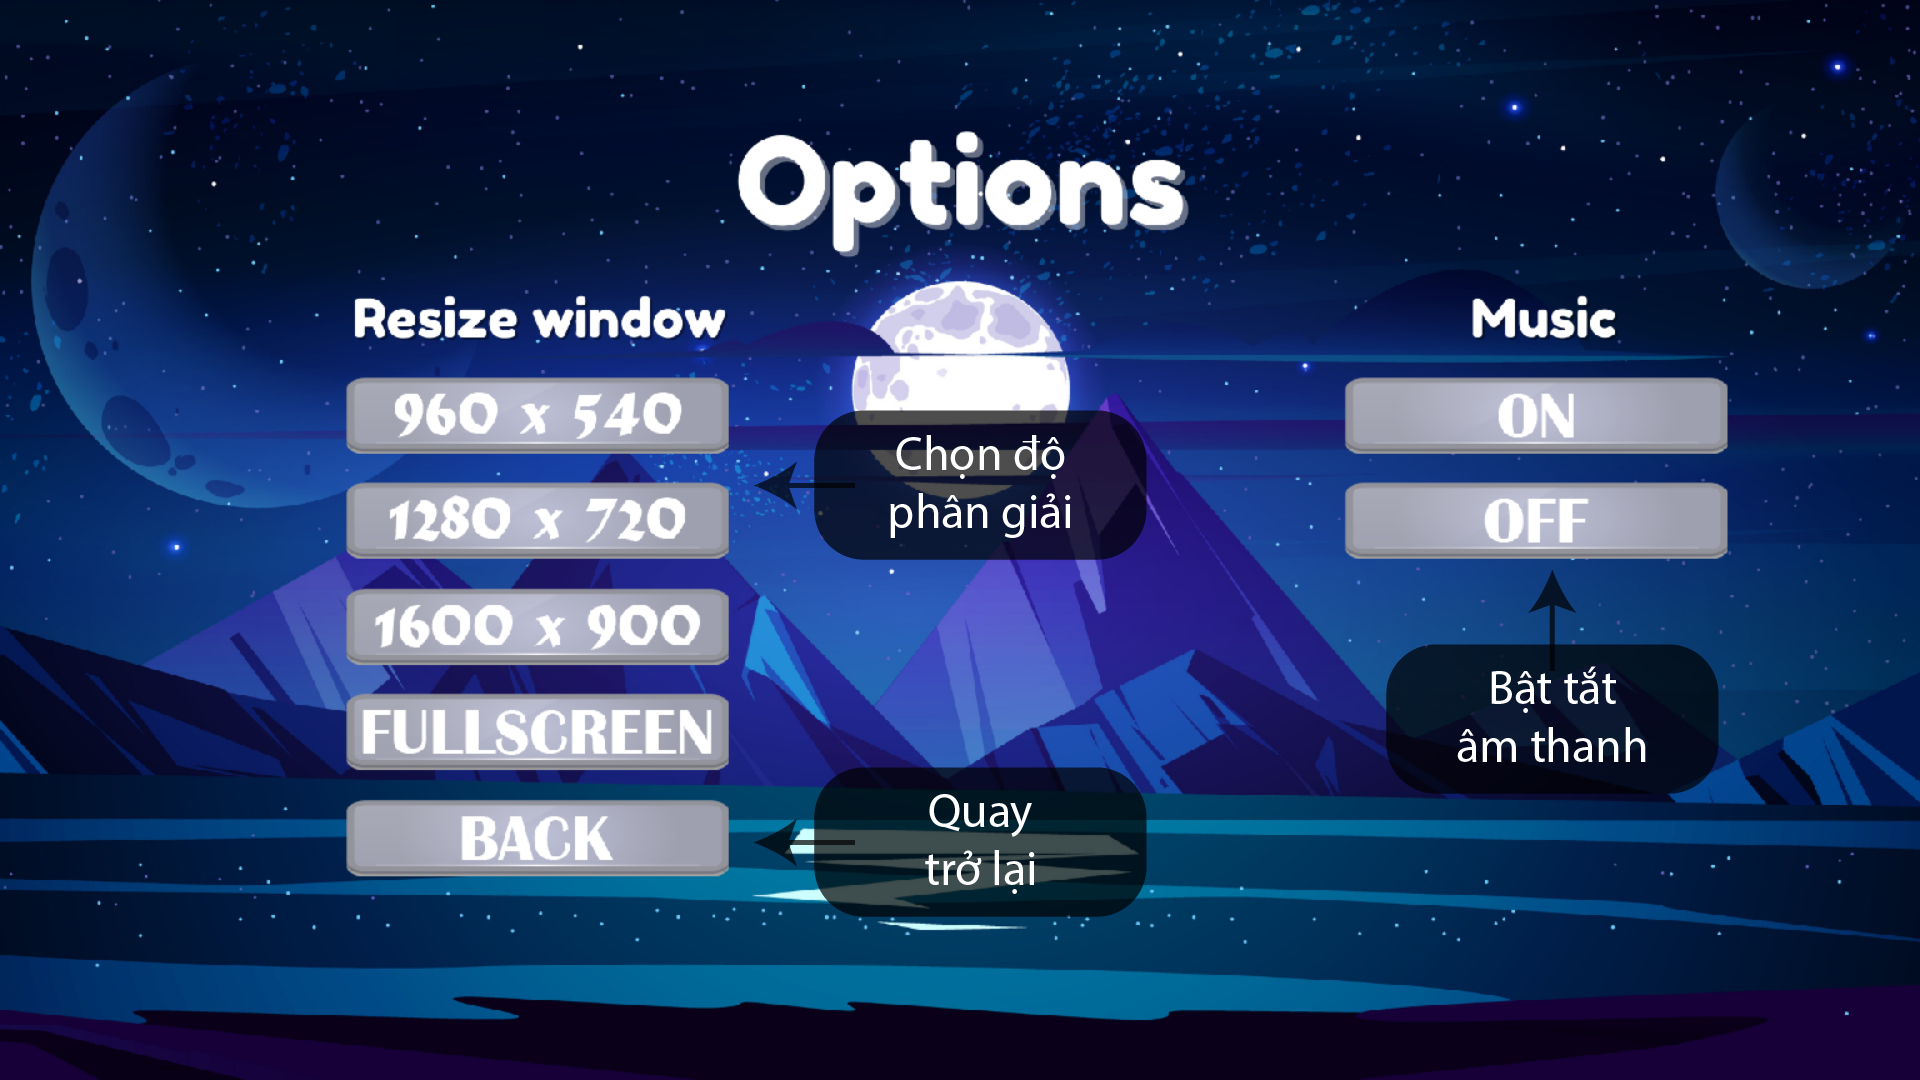 Options
Resize window
960 x 540
1280 x 720
1600 x 900
FULLSCREEN
BACK
Chọn độ
phân giải
Quay
trở lại
Music
ON
OFF
Bật tắt
âm thanh